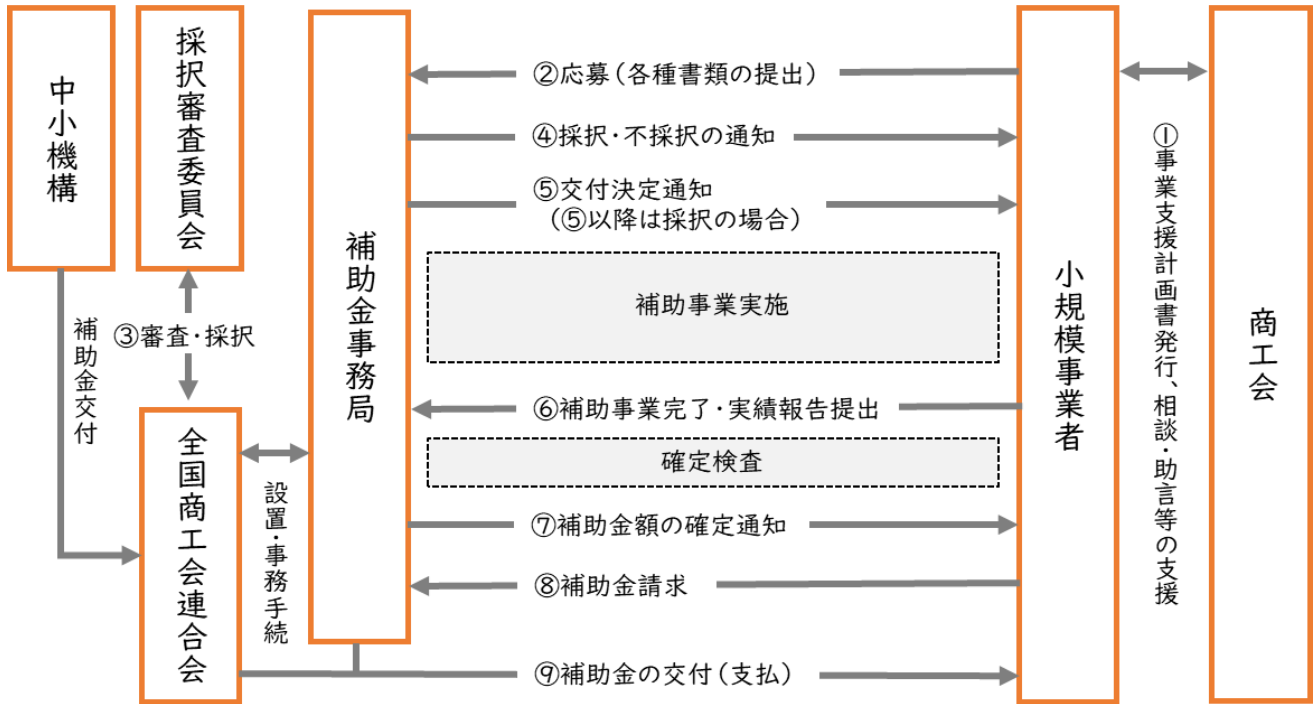 中小機構
採択審査委員会
補助金事務局
小規模事業者
商工会
②応募(各種書類の提出)
④採択・不採択の通知
⑤交付決定通知
(⑤以降は採択の場合)
補助事業実施
①事業支援計画書発行、相談・助言等の支援
③審査・採択
補助金交付
全国商工会連合会
設置・事務手続
⑥補助事業完了・実績報告提出
確定検査
⑦補助金額の確定通知
⑧補助金請求
⑨補助金の交付(支払)